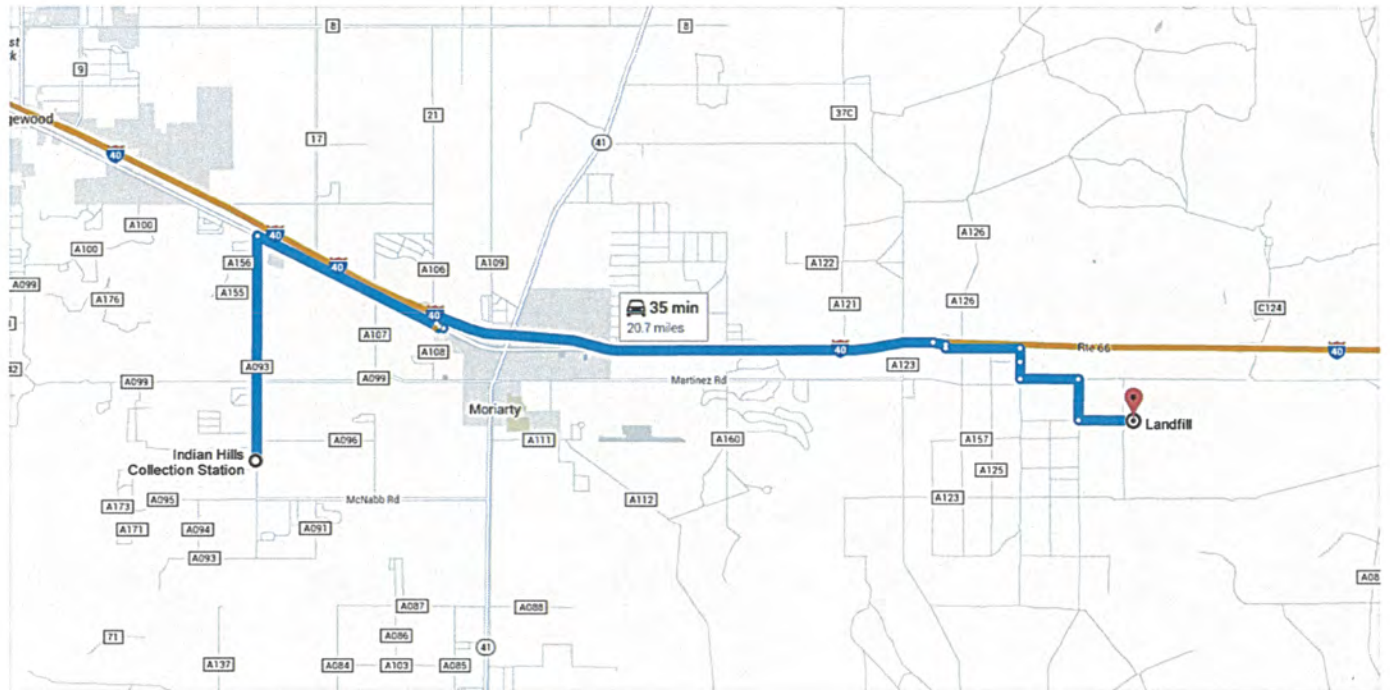 8
8
9
21
37C
17
41
gewood
40
A100
A126
A100
40
A156
A106
A109
A122
40
A099
A155
A176
A126
35 min
20.7 miles
A121
C124
40
A107
A108
40
Rte 66
40
A093
A123
A099
A099
Martinez Rd
Moriarty
Landfill
Indian Hills
Collection Station
A096
A111
A160
A157
A125
A173
A095
McNabb Rd
A112
A123
A171
A094
A091
A093
A087
A088
71
A086
41
A137
A084
A103
A085